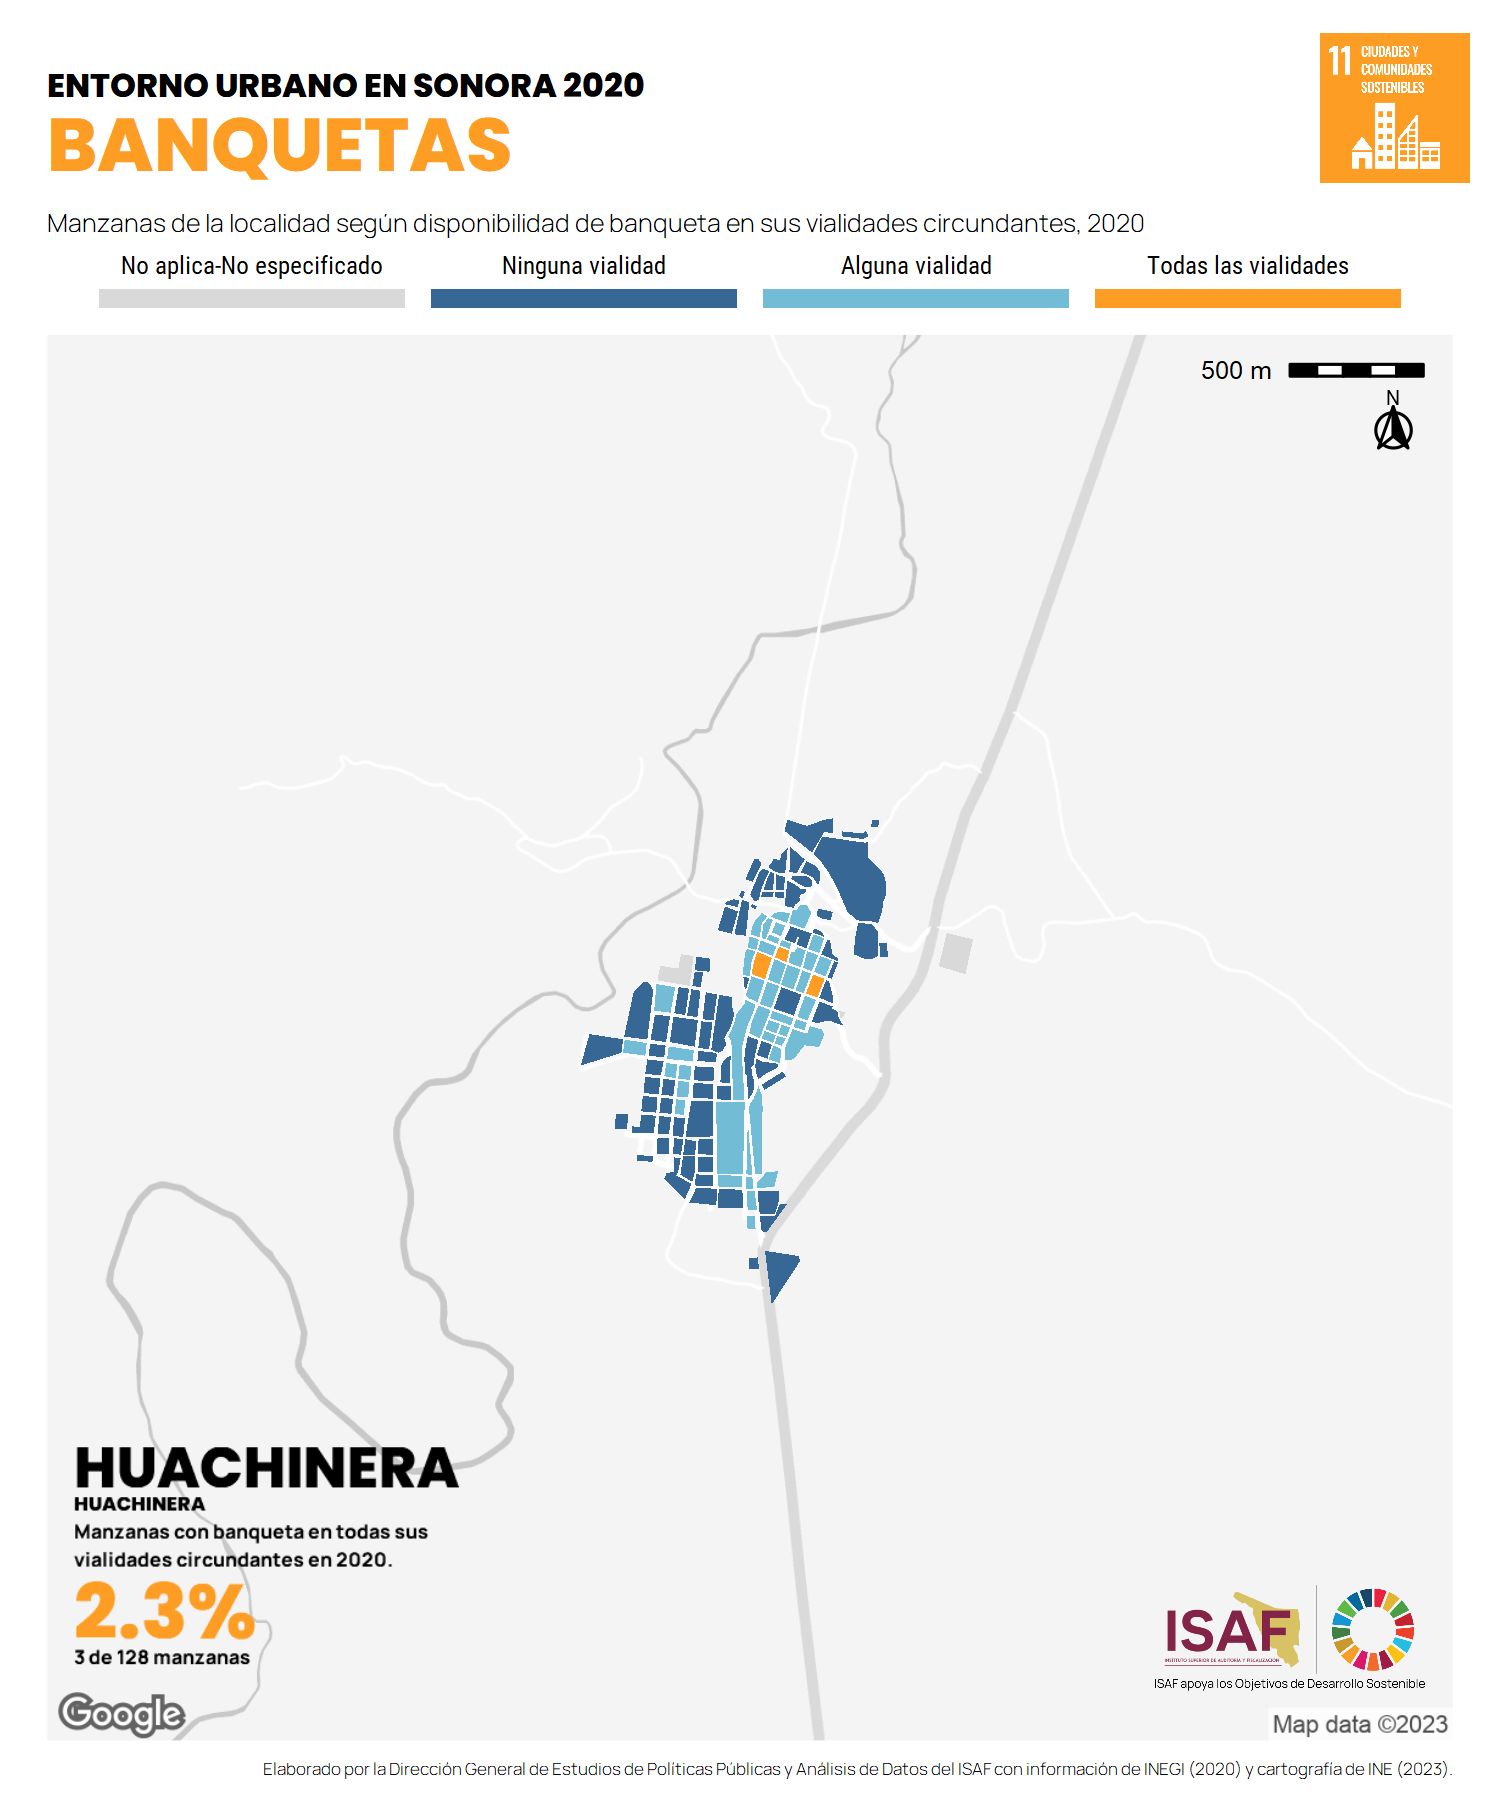 ENTORNO URBANO EN SONORA 2020
BANQUETAS
11 CIUDADES Y
COMUNIDADES
SOSTENIBLES
Manzanas de la localidad según disponibilidad de banqueta en sus vialidades circundantes, 2020
No aplica-No especificado
Ninguna vialidad
Alguna vialidad
Todas las vialidades
500 m
N
HUACHINERA
HUACHINERA
Manzanas con banqueta en todas sus
vialidades circundantes en 2020.
2.3%
3 de 128 manzanas
Google
ISAF
INSTITUTO SUPERIOR DE AUDITORÍA Y FISCALIZACIÓN
ISAF apoya los Objetivos de Desarrollo Sostenible
Map data ©2023
Elaborado por la Dirección General de Estudios de Políticas Públicas y Análisis de Datos del ISAF con información de INEGI (2020) y cartografía de INE (2023).